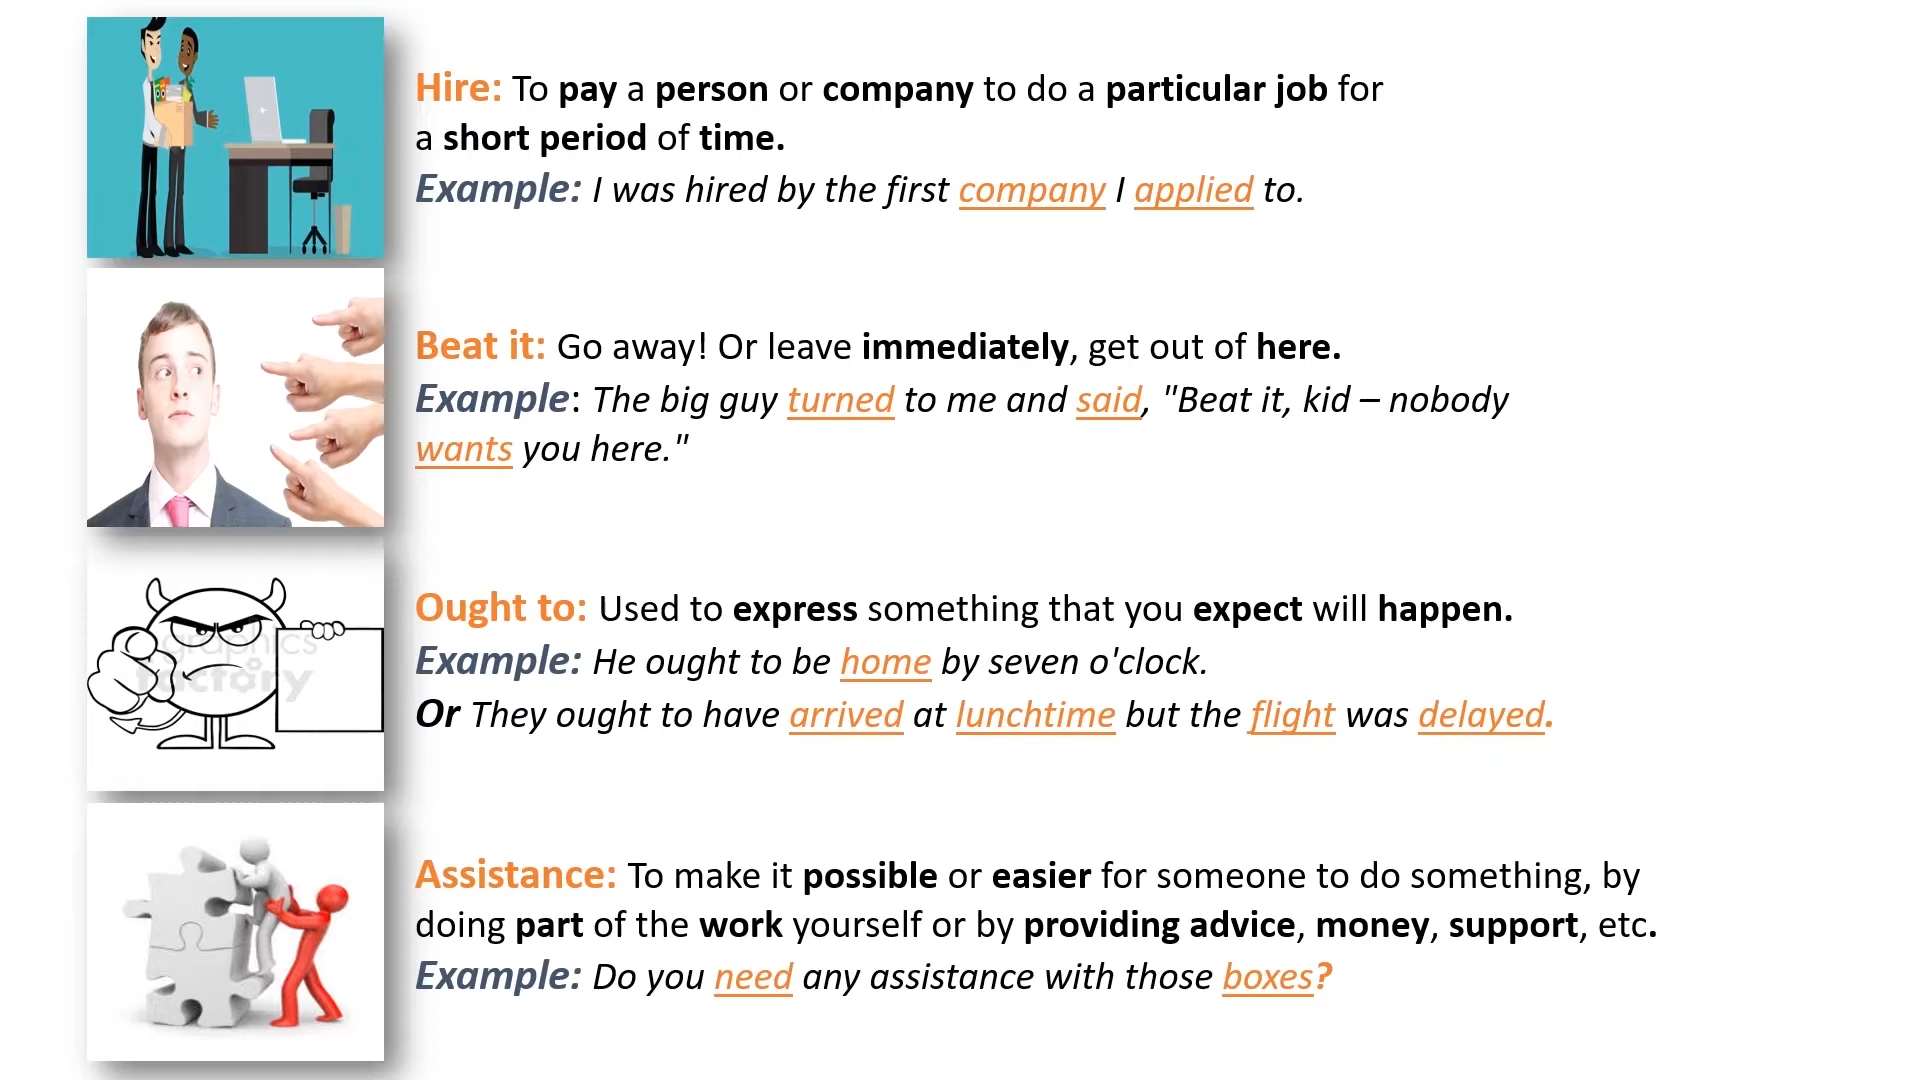 Hire: To pay a person or company to do a particular job for
a short period of time.
Example: I was hired by the first company I applied to.
Beat it: Go away! Or leave immediately, get out of here.
Example: The big guy turned to me and said, "Beat it, kid – nobody
wants you here."
graphics
factory
Ought to: Used to express something that you expect will happen.
Example: He ought to be home by seven o'clock.
Or They ought to have arrived at lunchtime but the flight was delayed.
Assistance: To make it possible or easier for someone to do something, by
doing part of the work yourself or by providing advice, money, support, etc.
Example: Do you need any assistance with those boxes?